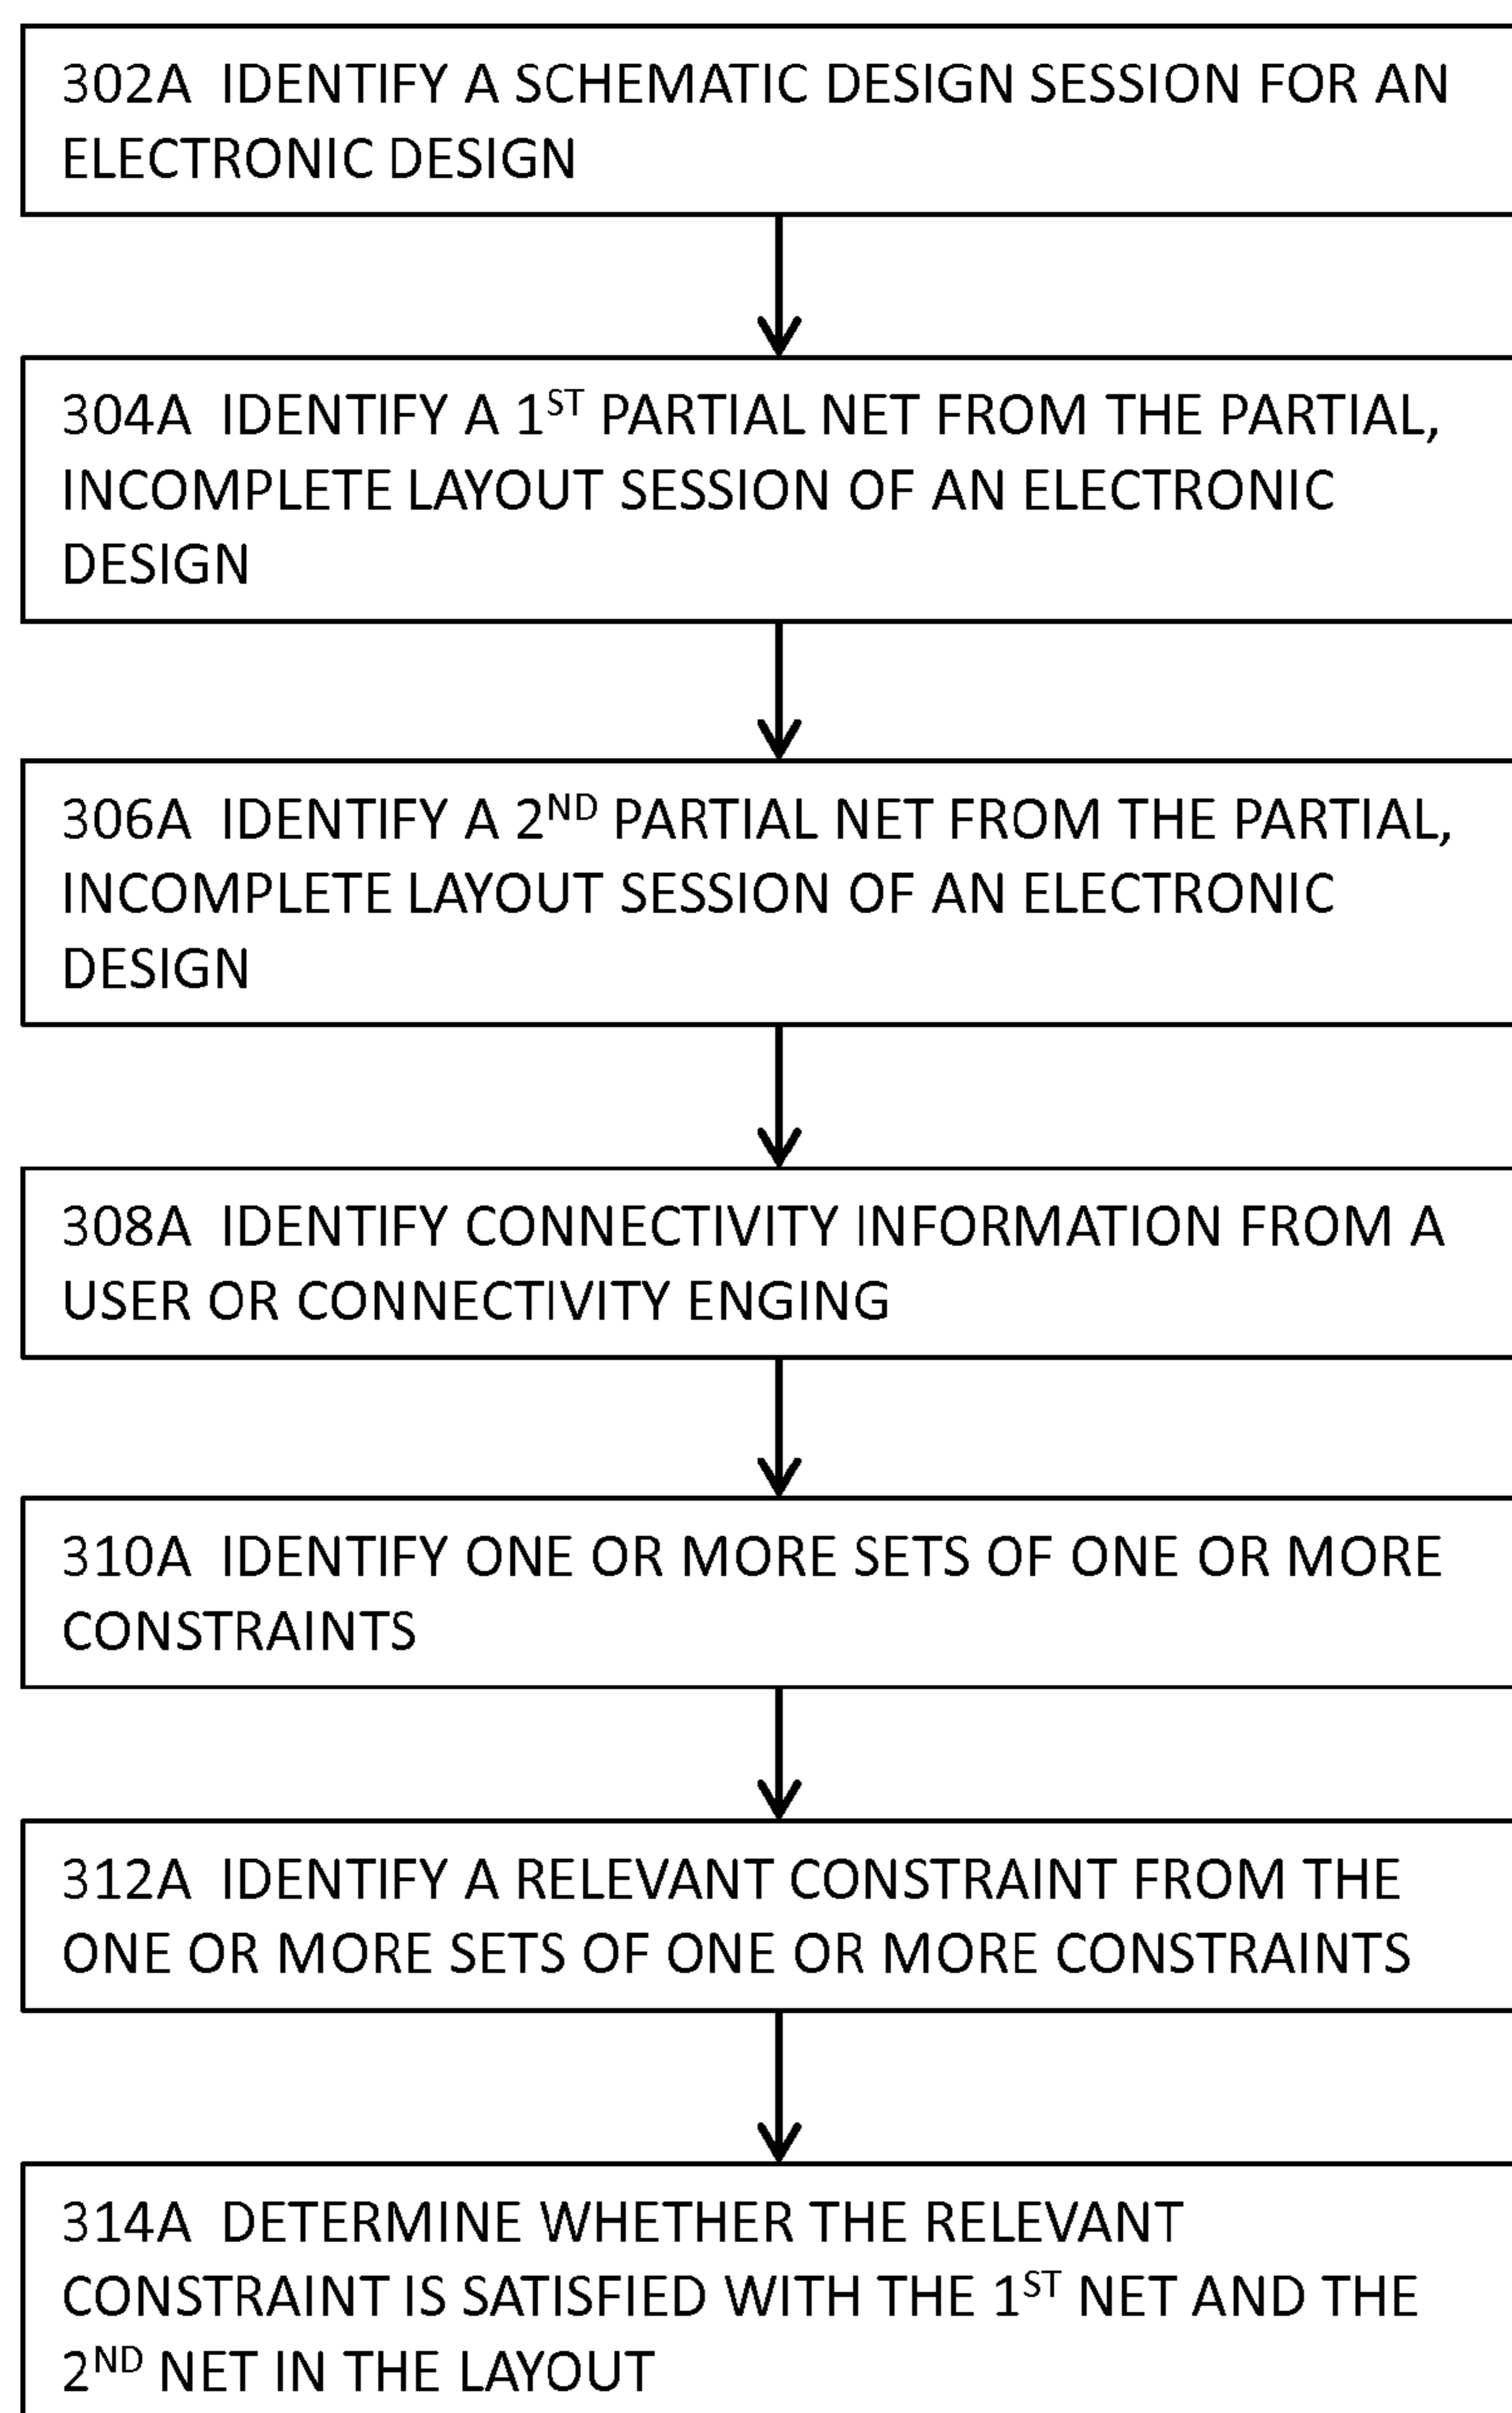 302A IDENTIFY A SCHEMATIC DESIGN SESSION FOR AN
ELECTRONIC DESIGN
304A IDENTIFY A 1ST PARTIAL NET FROM THE PARTIAL,
INCOMPLETE LAYOUT SESSION OF AN ELECTRONIC
DESIGN
306A IDENTIFY A 2ND PARTIAL NET FROM THE PARTIAL,
INCOMPLETE LAYOUT SESSION OF AN ELECTRONIC
DESIGN
308A IDENTIFY CONNECTIVITY INFORMATION FROM A
USER OR CONNECTIVITY ENGING
310A IDENTIFY ONE OR MORE SETS OF ONE OR MORE
CONSTRAINTS
312A IDENTIFY A RELEVANT CONSTRAINT FROM THE
ONE OR MORE SETS OF ONE OR MORE CONSTRAINTS
314A DETERMINE WHETHER THE RELEVANT
CONSTRAINT IS SATISFIED WITH THE 1ST NET AND THE
2ND NET IN THE LAYOUT